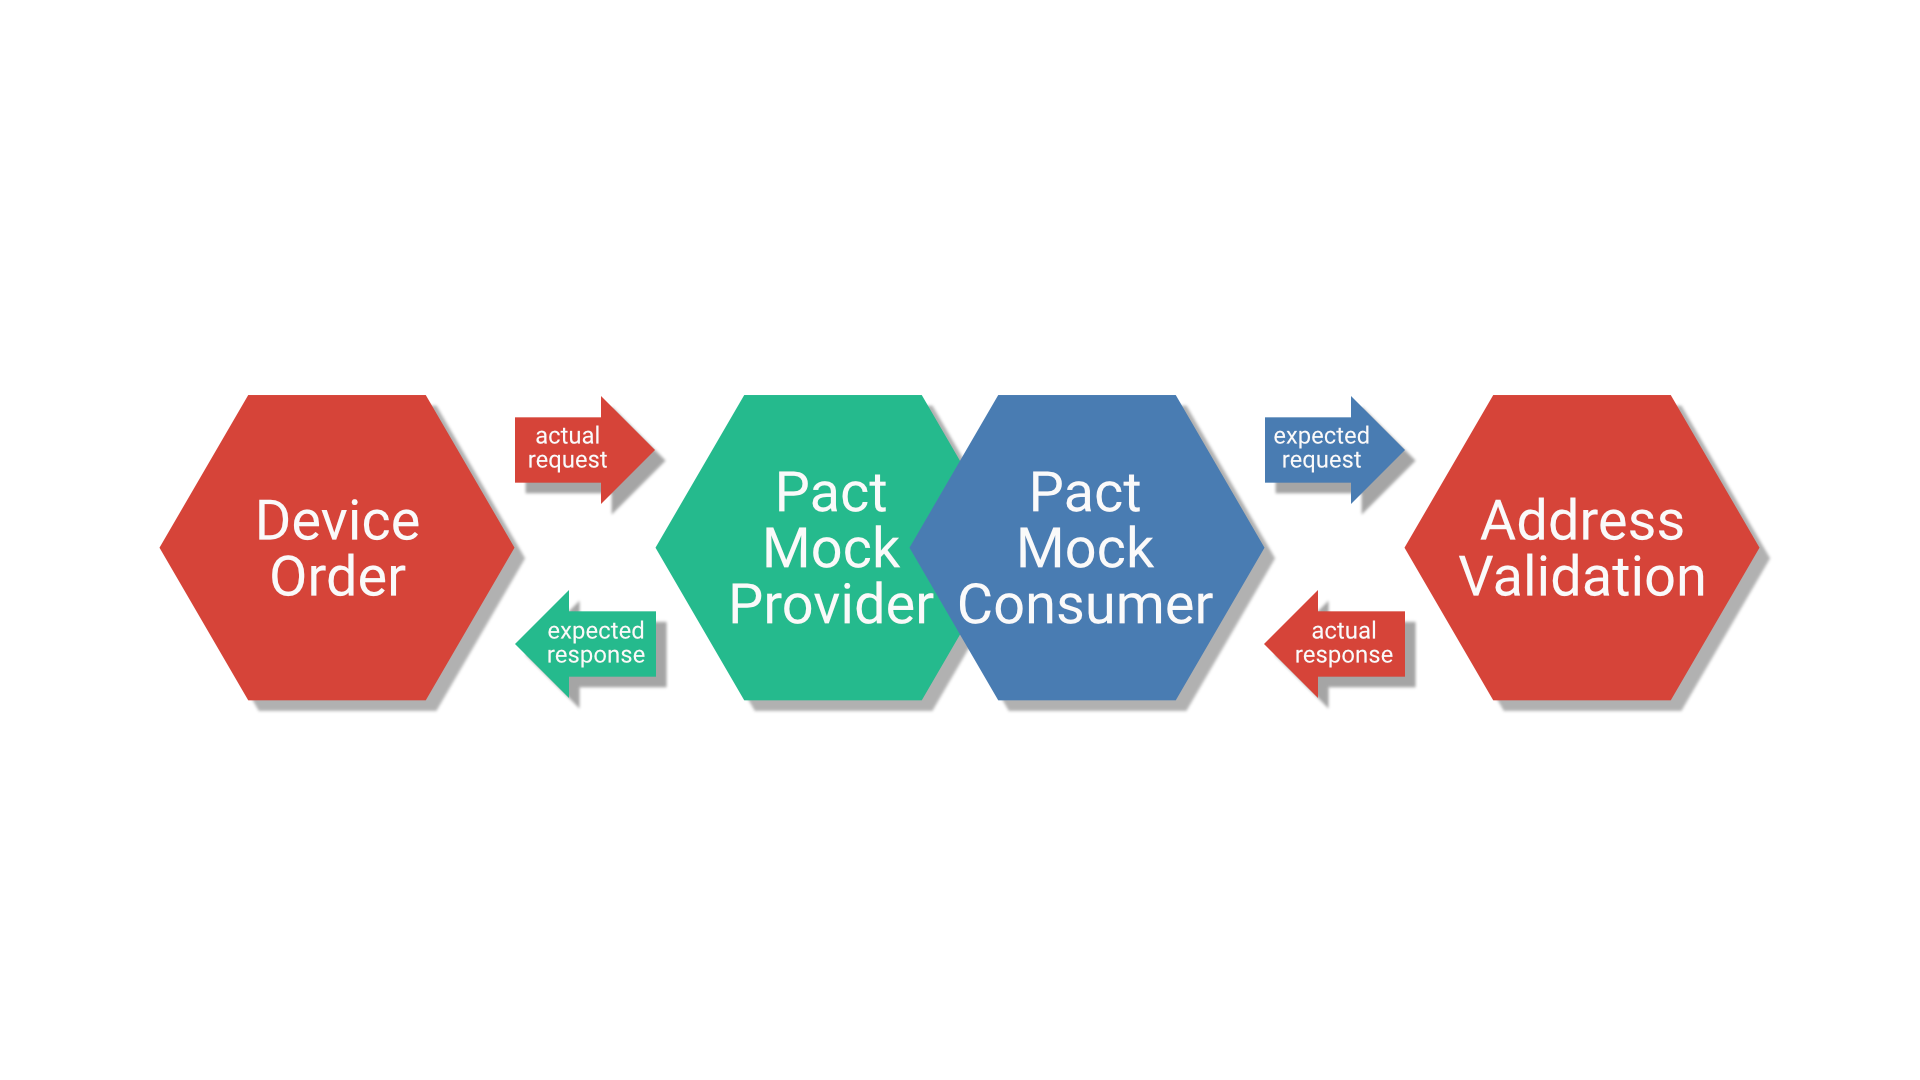 Device
Order
actual
request
expected
response
Pact
Mock
Provider
Pact
Mock
Consumer
expected
request
actual
response
Address
Validation